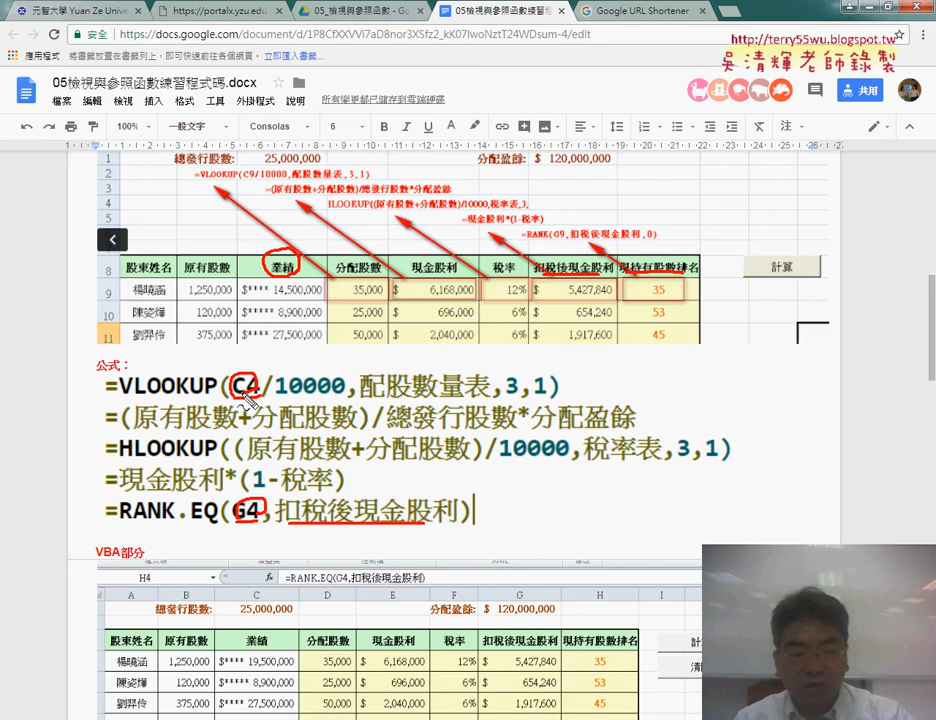 元智大學 Yuan Ze Unive
https://portalx.yzu.edu.
05_檢視與參照函數 - Go
05_檢視與參照函數練習程式
Google URL Shortener
安全 https://docs.google.com/document/d/1P8CfXXVVI7aD8nor3XSfz2_kK07IwoNztT24WDsum-4/edit
http://terry55wu.blogspot.tw
吳清輝老師錄製
應用程式 如要快速前往各個網頁 立即匯入書籤...
05檢視與參照函數練習程式碼.docx
檔案 編輯 檢視 插入 格式 工具 外掛程式 說明 所有變更都已儲存到雲端硬碟
共用
100% 一般文字 Consolas 6 B I U A 注
1 總發行股數: 25,000,000 分配盈餘: $ 120,000,000
2 =VLOOKUP(C9/10000,配股數量表,3,1)
3 =(原有股數+分配股數)/總發行股數*分配盈餘
4 HLOOKUP((原有股數+分配股數)/10000,稅率表,3,
5 =現金股利*(1-稅率)
=RANK(G9,扣稅後現金股利,0)
8 股東姓名 原有股數 業績 分配股數 現金股利 稅率 扣稅後現金股利 現持有股數排名 計算
9 楊曉涵 1,250,000 $**** 14,500,000 35,000 $ 6,168,000 12% $ 5,427,840 35
10 陳姿燁 120,000 $***** 8,900,000 25,000 $ 696,000 6% $ 654,240 53
11 劉羿伶 375,000 $**** 27,500,000 50,000 $ 2,040,000 6% $ 1,917,600 45
公式：
=VLOOKUP(C4/10000,配股數量表,3,1)
=(原有股數+分配股數)/總發行股數*分配盈餘
=HLOOKUP((原有股數+分配股數)/10000,稅率表,3,1)
=現金股利*(1-稅率)
=RANK.EQ(G4,扣稅後現金股利)
VBA部分
H4 fx =RANK.EQ(G4,扣稅後現金股利)
A B C D E F G H I
總發行股數: 25,000,000 分配盈餘: $ 120,000,000
股東姓名 原有股數 業績 分配股數 現金股利 稅率 扣稅後現金股利 現持有股數排名
楊曉涵 1,250,000 $**** 19,500,000 35,000 $ 6,168,000 12% $ 5,427,840 35
陳姿燁 120,000 $***** 8,900,000 25,000 $ 696,000 6% $ 654,240 53
劉羿伶 375,000 $**** 27,500,000 50,000 $ 2,040,000 6% $ 1,917,600 45